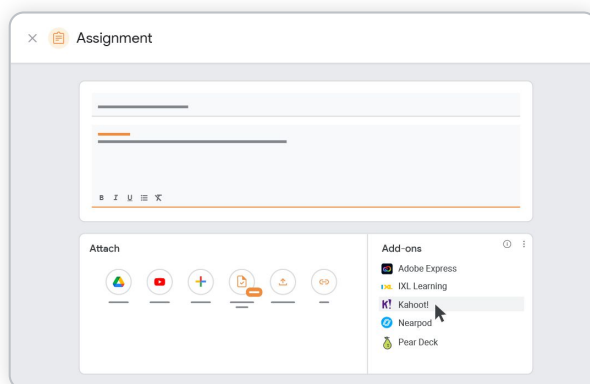 Assignment
B I U
Attach
Add-ons
Adobe Express
IXL IXL Learning
K! Kahoot!
Nearpod
Pear Deck